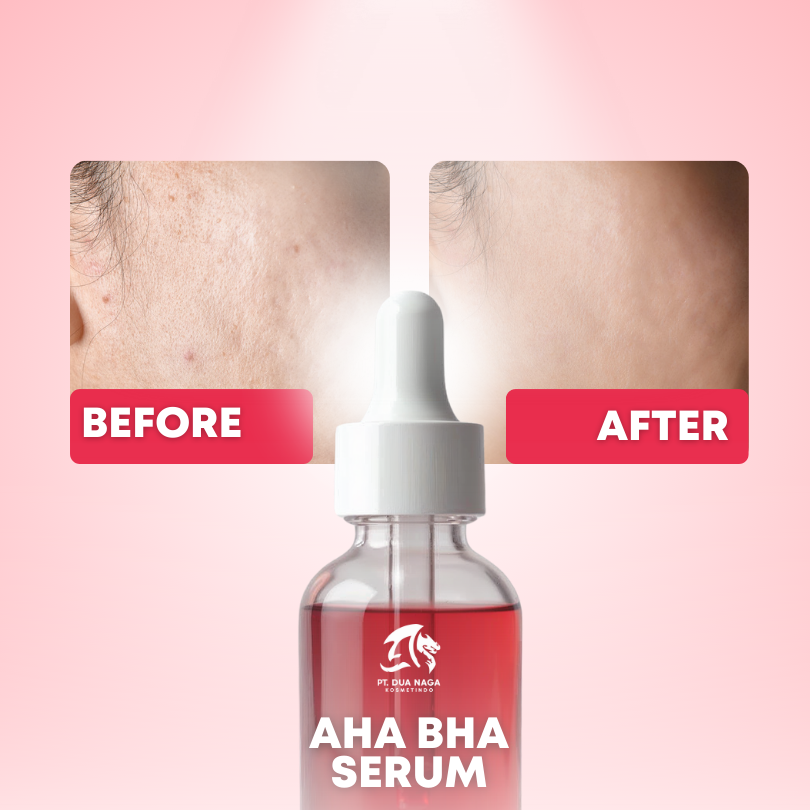 BEFORE
AFTER
PT. DUA NAGA
KOSMETINDO
AHA BHA
SERUM